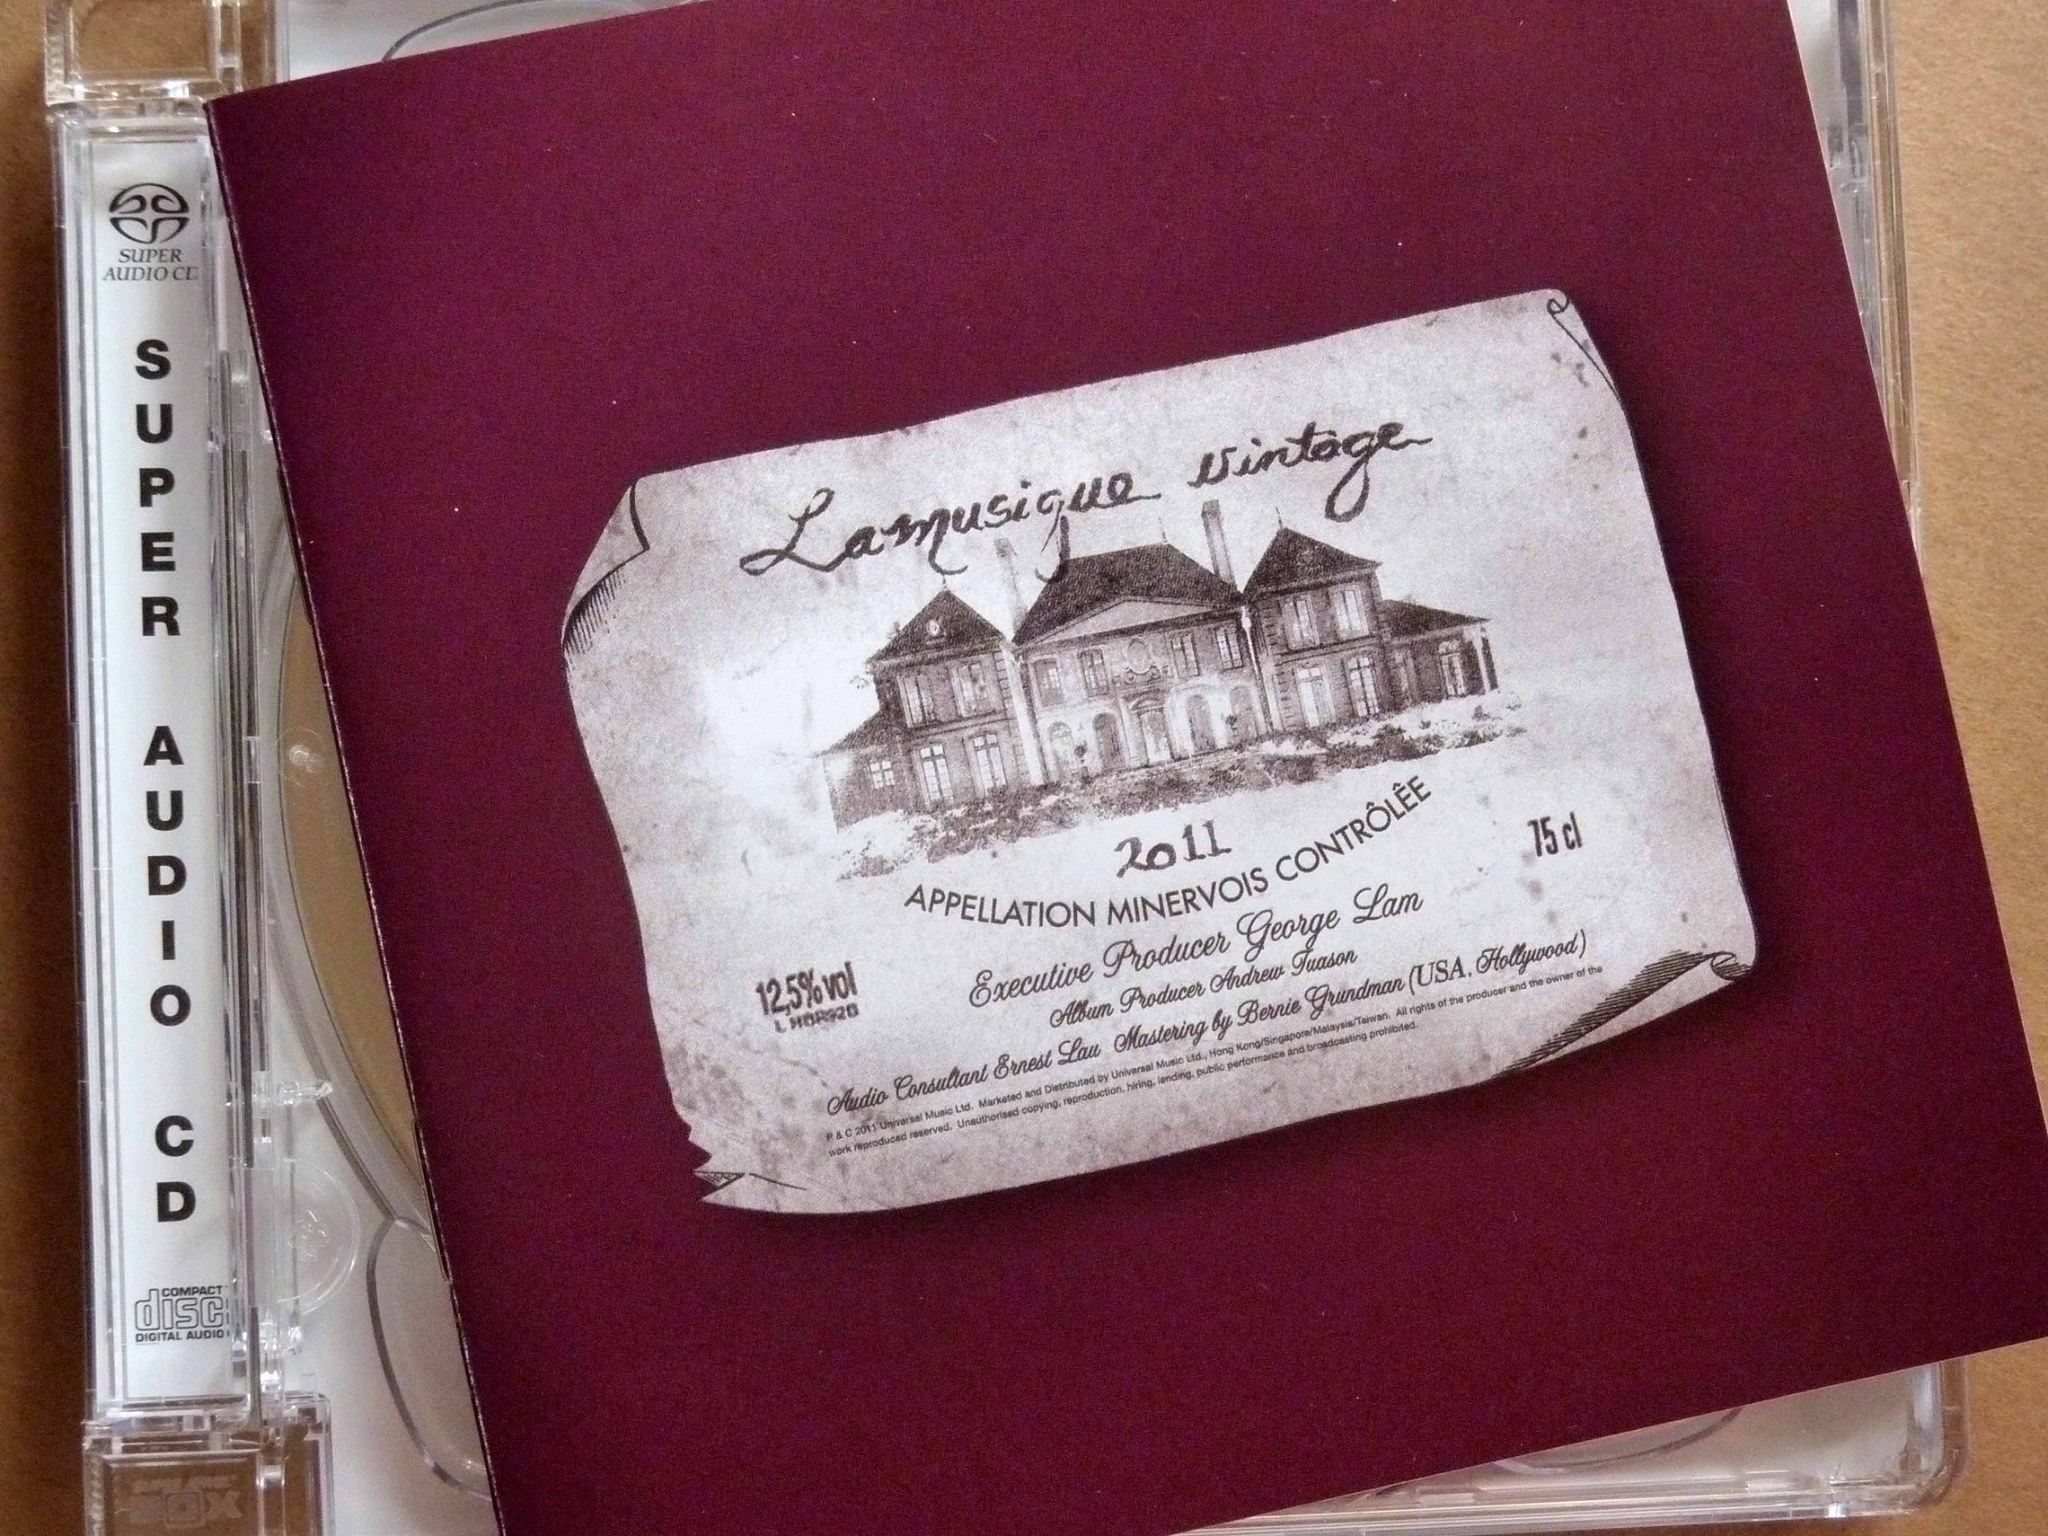 SUPER
AUDIO CD
SUPER AUDIO CD
COMPACT
disc
DIGITAL AUDIO
Lamusique vintage
2011
APPELLATION MINERVOIS CONTRÔLÊE
75 cl
12,5% vol
Executive Producer George Lam
Album Producer Andrew Tuason
Audio Consultant Ernest Lau Mastering by Bernie Grundman (USA, Hollywood)
P & C 2011 Universal Music Ltd. Marketed and Distributed by Universal Music Ltd., Hong Kong/Singapore/Malaysia/Taiwan. All rights of the producer and the owner of the
work reproduced reserved. Unauthorised copying, reproduction, hiring, lending, public performance and broadcasting prohibited.